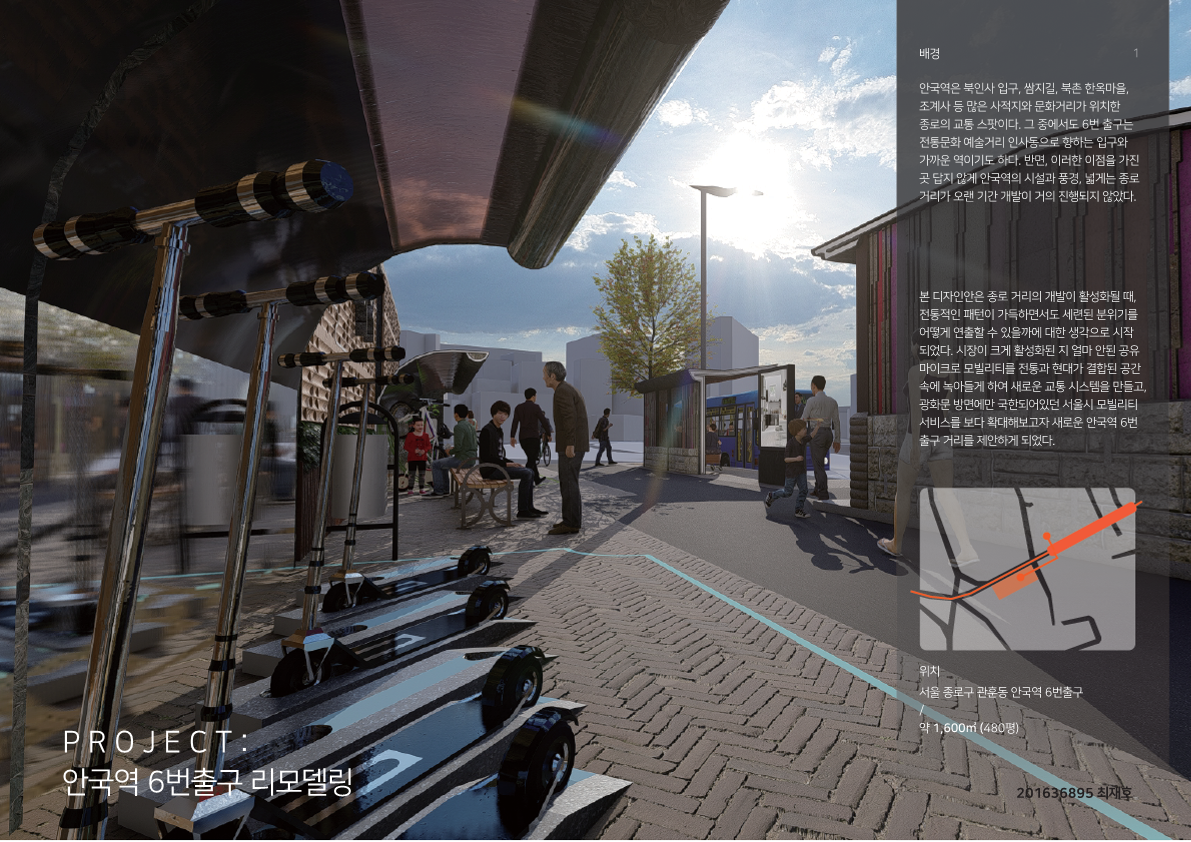 배경
1
안국역은 북인사 입구, 쌈지길, 북촌 한옥마을,
조계사 등 많은 사적지와 문화거리가 위치한
종로의 교통 스팟이다. 그 중에서도 6번 출구는
전통문화 예술거리 인사동으로 향하는 입구와
가까운 역이기도 하다. 반면, 이러한 이점을 가진
곳 답지 않게 안국역의 시설과 풍경, 넓게는 종로
거리가 오랜 기간 개발이 거의 진행되지 않았다.
본 디자인안은 종로 거리의 개발이 활성화될 때,
전통적인 패턴이 가득하면서도 세련된 분위기를
어떻게 연출할 수 있을까에 대한 생각으로 시작
되었다. 시장이 크게 활성화된 지 얼마 안된 공유
마이크로 모빌리티를 전통과 현대가 결합된 공간
속에 녹아들게 하여 새로운 교통 시스템을 만들고,
광화문 방면에만 국한되어있던 서울시 모빌리티
서비스를 보다 확대해보고자 새로운 안국역 6번
출구 거리를 제안하게 되었다.
위치
서울 종로구 관훈동 안국역 6번출구
/
약 1,600㎡ (480평)
PROJECT:
안국역 6번출구 리모델링
201636895 최재호